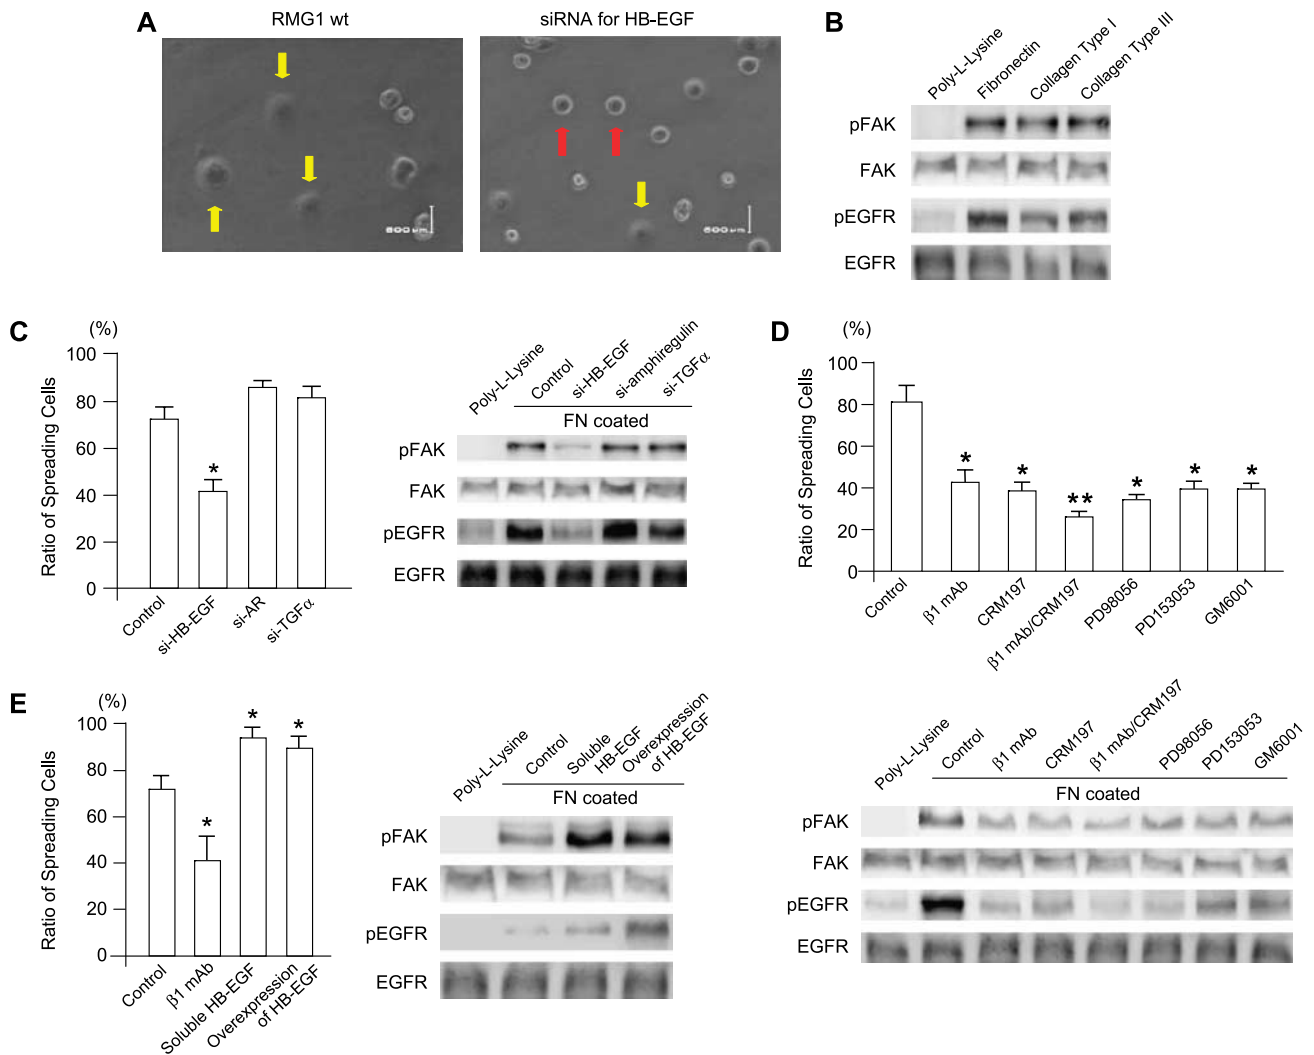 A
RMG1 wt
siRNA for HB-EGF
800 μm
800 μm
B
Poly-L-Lysine
Fibronectin
Collagen Type I
Collagen Type III
pFAK
FAK
pEGFR
EGFR
C
(%)
Ratio of Spreading Cells
100
80
60
40
20
0
*
Control
si-HB-EGF
si-AR
si-TGFα
Poly-L-Lysine
Control
si-HB-EGF
si-amphiregulin
si-TGFα
FN coated
pFAK
FAK
pEGFR
EGFR
D
(%)
Ratio of Spreading Cells
100
80
60
40
20
0
*
*
**
*
*
*
Control
β1 mAb
CRM197
β1 mAb/CRM197
PD98056
PD153053
GM6001
Poly-L-Lysine
Control
β1 mAb
CRM197
β1 mAb/CRM197
PD98056
PD153053
GM6001
FN coated
pFAK
FAK
pEGFR
EGFR
E
(%)
Ratio of Spreading Cells
100
80
60
40
20
0
*
*
*
Control
β1 mAb
Soluble HB-EGF
Overexpression
of HB-EGF
Poly-L-Lysine
Control
Soluble
HB-EGF
Overexpression
of HB-EGF
FN coated
pFAK
FAK
pEGFR
EGFR